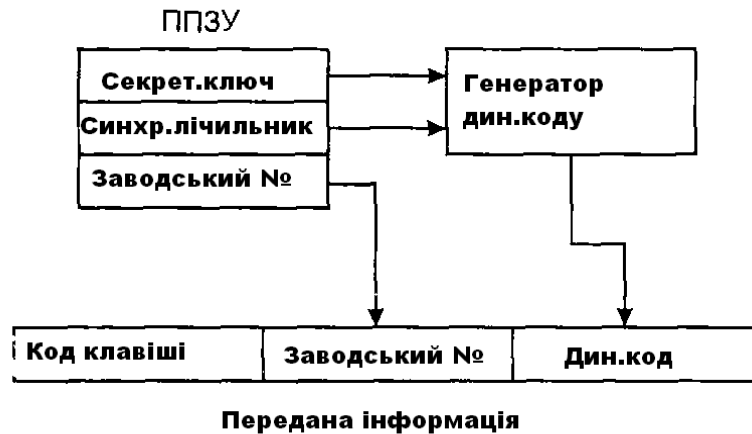 ППЗУ
Секрет.ключ
Синхр.лічильник
Заводський №
Генератор
дин.коду
Код клавіші
Заводський №
Дин.код
Передана інформація